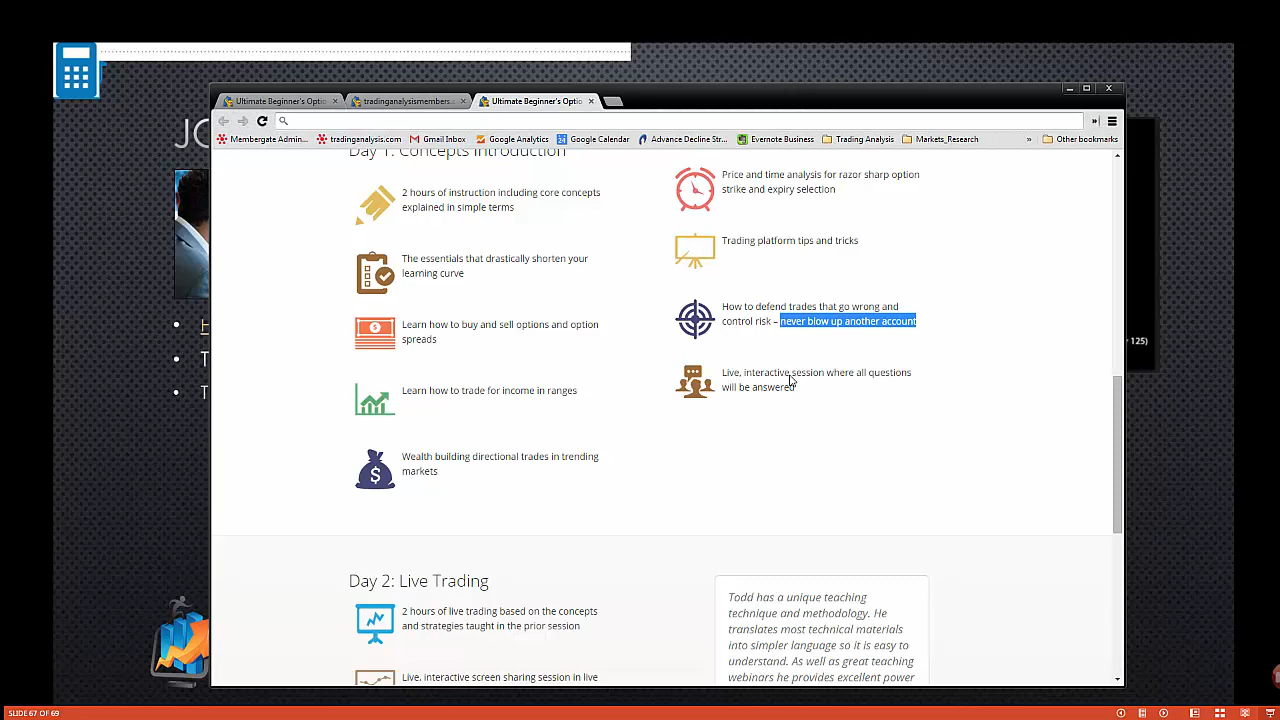 JO
Ultimate Beginner's Optio
tradinganalysismembers.
Ultimate Beginner's Optio
Membergate Admin...
tradinganalysis.com
Gmail Inbox
Google Analytics
Google Calendar
Advance Decline Str...
Evernote Business
Trading Analysis
Markets_Research
»
Other bookmarks
Day 1: Concepts Introduction
2 hours of instruction including core concepts
explained in simple terms
The essentials that drastically shorten your
learning curve
Learn how to buy and sell options and option
spreads
Learn how to trade for income in ranges
Wealth building directional trades in trending
markets
Price and time analysis for razor sharp option
strike and expiry selection
Trading platform tips and tricks
How to defend trades that go wrong and
control risk – never blow up another account
Live, interactive session where all questions
will be answered
125)
Day 2: Live Trading
2 hours of live trading based on the concepts
and strategies taught in the prior session
Live, interactive screen sharing session in live
Todd has a unique teaching
technique and methodology. He
translates most technical materials
into simpler language so it is easy to
understand. As well as great teaching
webinars he provides excellent power
SLIDE 67 OF 69